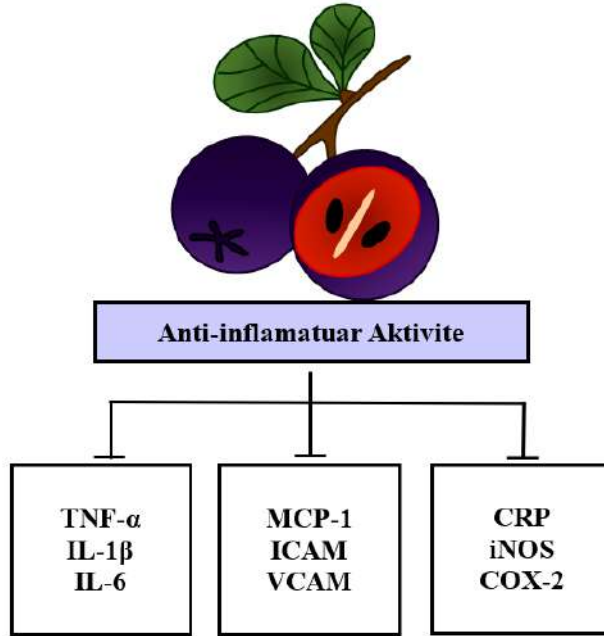 Anti-inflamatuar Aktivite
TNF-α
IL-1β
IL-6
MCP-1
ICAM
VCAM
CRP
iNOS
COX-2